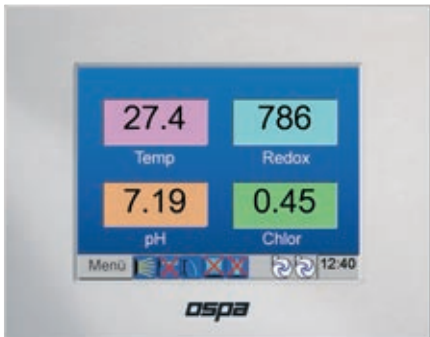 27.4 786
Temp Redox
7.19 0.45
pH Chlor
Menü 12:40
ospa